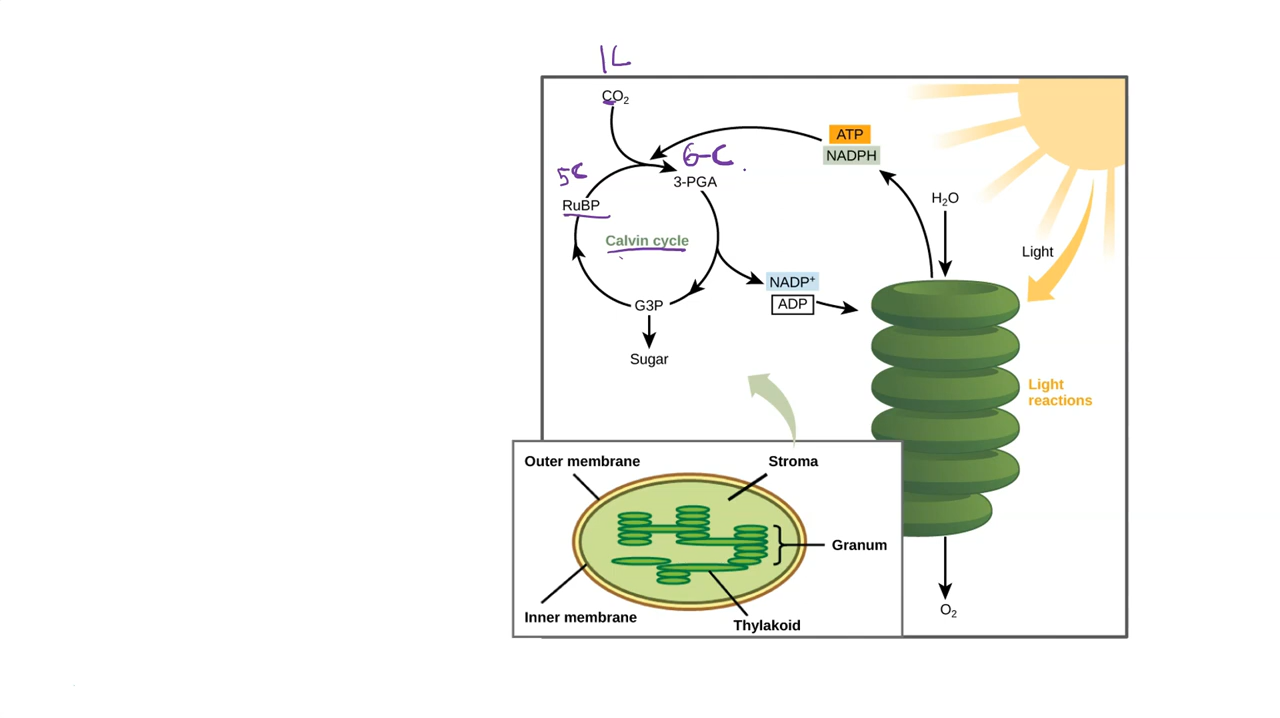 1C
CO₂
ATP
NADPH
6-C
3-PGA
5C
RuBP
H₂O
Calvin cycle
Light
NADP⁺
ADP
G3P
Sugar
Light
reactions
Outer membrane
Stroma
Granum
Inner membrane
Thylakoid
O₂